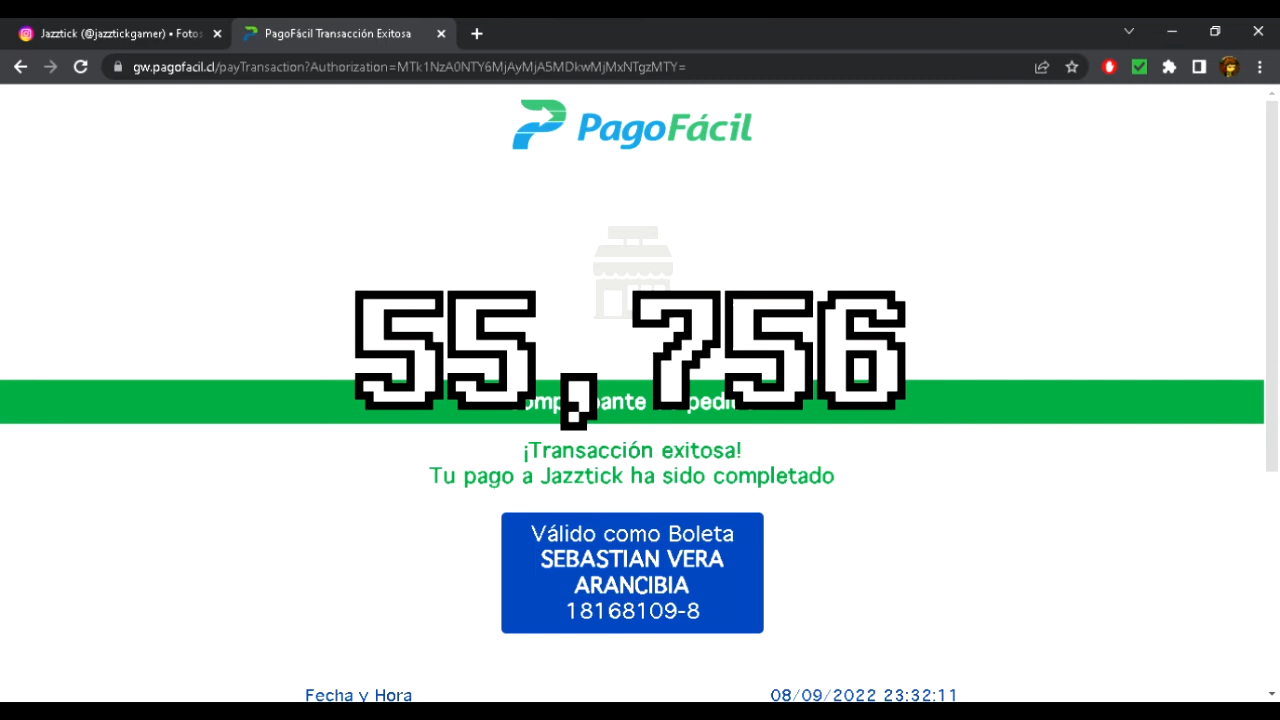 Jazztick (@jazztickgamer) • Fotos
PagoFácil Transacción Exitosa
gw.pagofacil.cl/payTransaction?Authorization=MTk1NzA0NTY6MjAyMjA5MDkwMjMxNTgzMTY=
PagoFácil
55,756
¡Transacción exitosa!
Tu pago a Jazztick ha sido completado
Válido como Boleta
SEBASTIAN VERA
ARANCIBIA
18168109-8
Fecha y Hora 08/09/2022 23:32:11